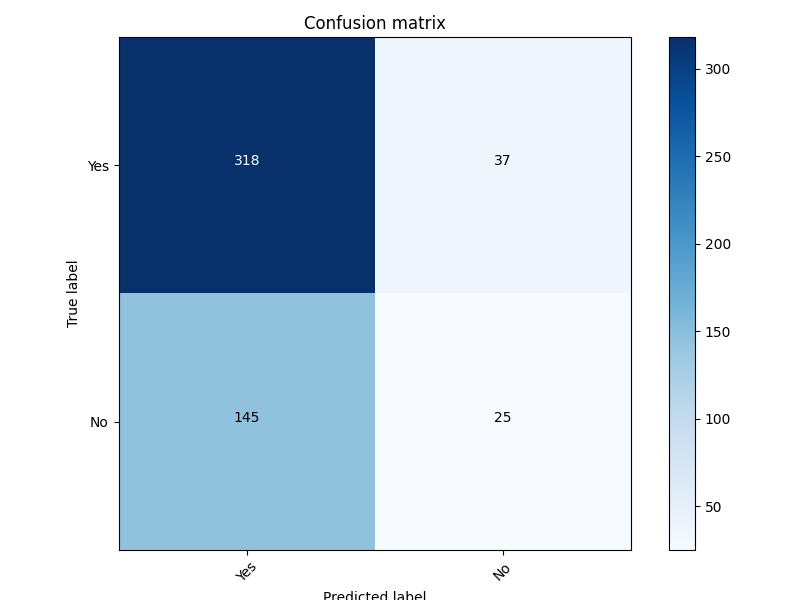 Confusion matrix
Yes
318
37
No
145
25
True label
Yes
No
Predicted label
300
250
200
150
100
50